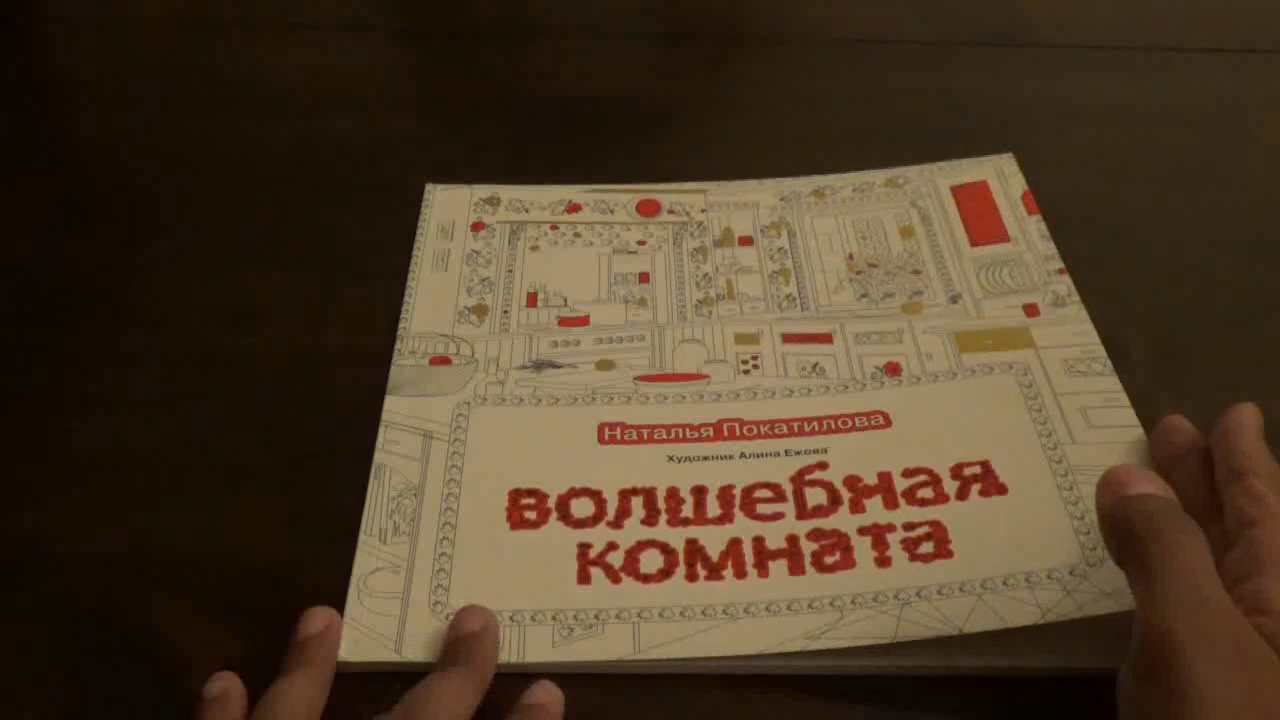 Наталья Покатилова
Художник Алина Ежова
волшебная
комната